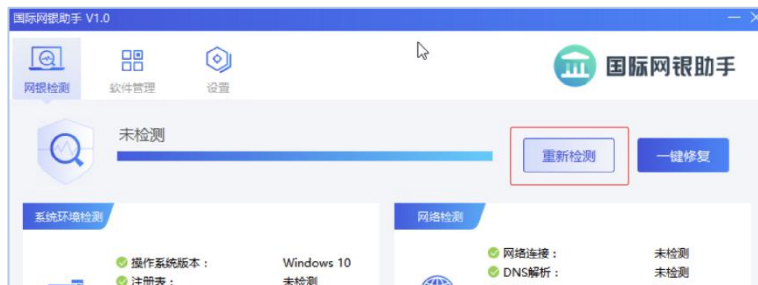 国际网银助手 V1.0
网银检测
软件管理
设置
国际网银助手
未检测
重新检测
一键修复
系统环境检测
操作系统版本： Windows 10
注册表： 未检测
网络检测
网络连接： 未检测
DNS解析： 未检测